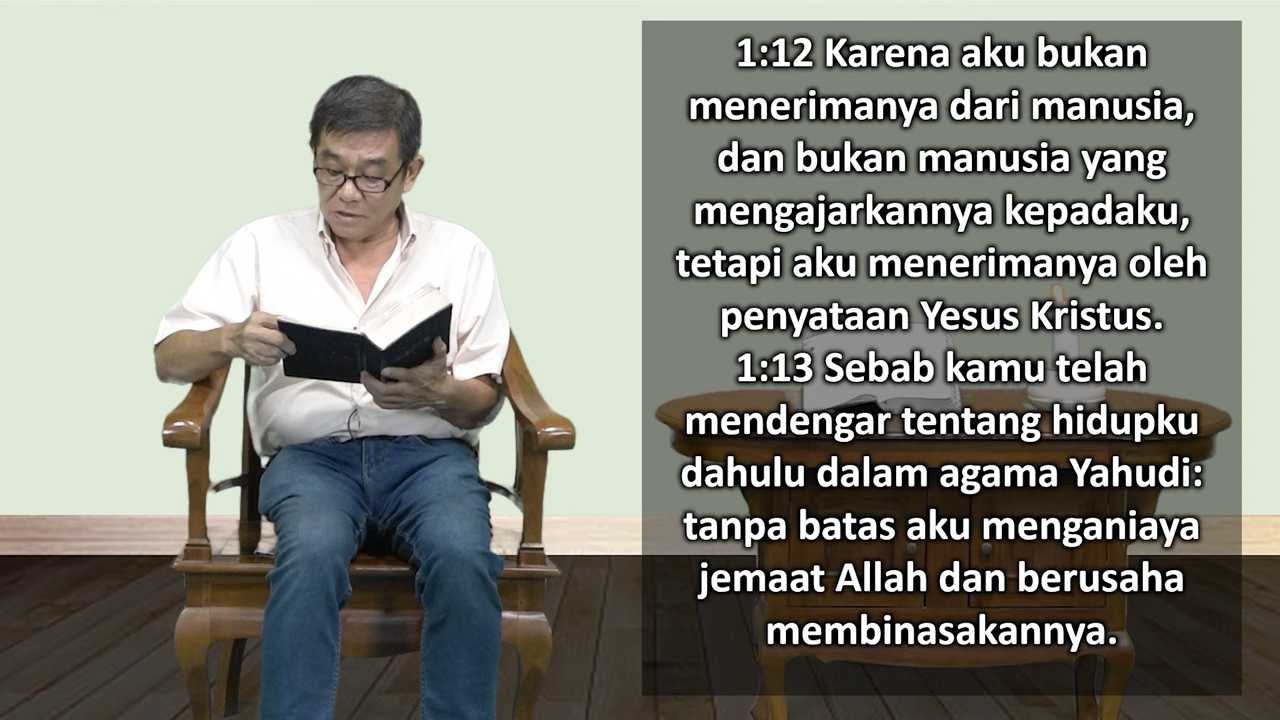 1:12 Karena aku bukan
menerimanya dari manusia,
dan bukan manusia yang
mengajarkannya kepadaku,
tetapi aku menerimanya oleh
penyataan Yesus Kristus.
1:13 Sebab kamu telah
mendengar tentang hidupku
dahulu dalam agama Yahudi:
tanpa batas aku menganiaya
jemaat Allah dan berusaha
membinasakannya.